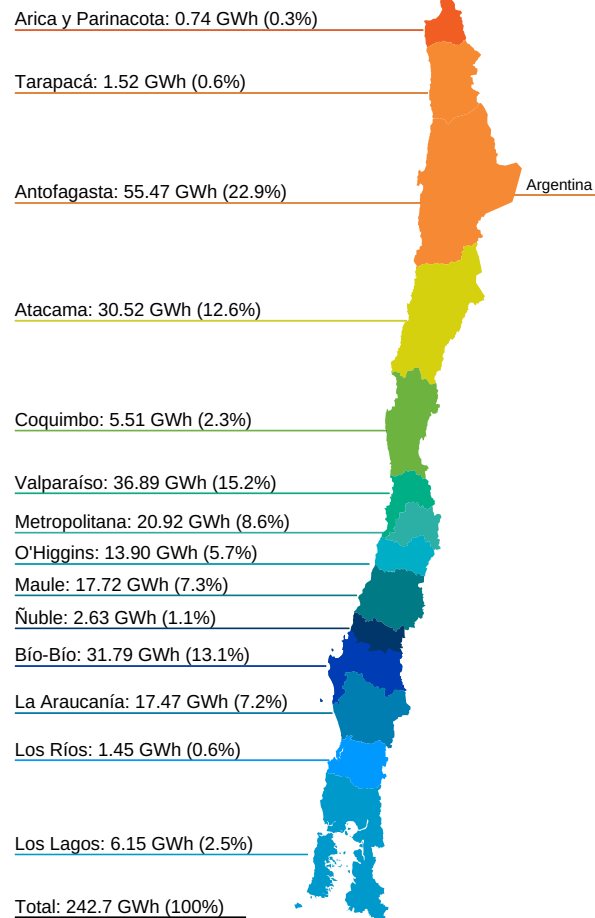 Arica y Parinacota: 0.74 GWh (0.3%)
Tarapacá: 1.52 GWh (0.6%)
Antofagasta: 55.47 GWh (22.9%)
Argentina
Atacama: 30.52 GWh (12.6%)
Coquimbo: 5.51 GWh (2.3%)
Valparaíso: 36.89 GWh (15.2%)
Metropolitana: 20.92 GWh (8.6%)
O'Higgins: 13.90 GWh (5.7%)
Maule: 17.72 GWh (7.3%)
Ñuble: 2.63 GWh (1.1%)
Bío-Bío: 31.79 GWh (13.1%)
La Araucanía: 17.47 GWh (7.2%)
Los Ríos: 1.45 GWh (0.6%)
Los Lagos: 6.15 GWh (2.5%)
Total: 242.7 GWh (100%)